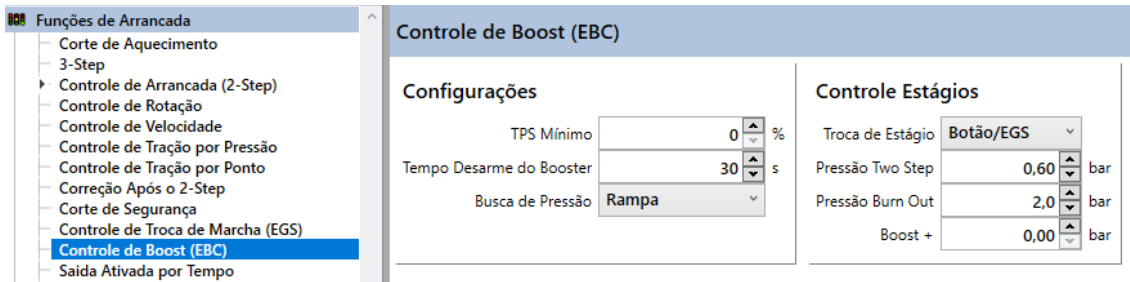 Funções de Arrancada
Corte de Aquecimento
3-Step
Controle de Arrancada (2-Step)
Controle de Rotação
Controle de Velocidade
Controle de Tração por Pressão
Controle de Tração por Ponto
Correção Após o 2-Step
Corte de Segurança
Controle de Troca de Marcha (EGS)
Controle de Boost (EBC)
Saida Ativada por Tempo
Controle de Boost (EBC)
Configurações
TPS Mínimo 0 %
Tempo Desarme do Booster 30 s
Busca de Pressão Rampa
Controle Estágios
Troca de Estágio Botão/EGS
Pressão Two Step 0,60 bar
Pressão Burn Out 2,0 bar
Boost + 0,00 bar